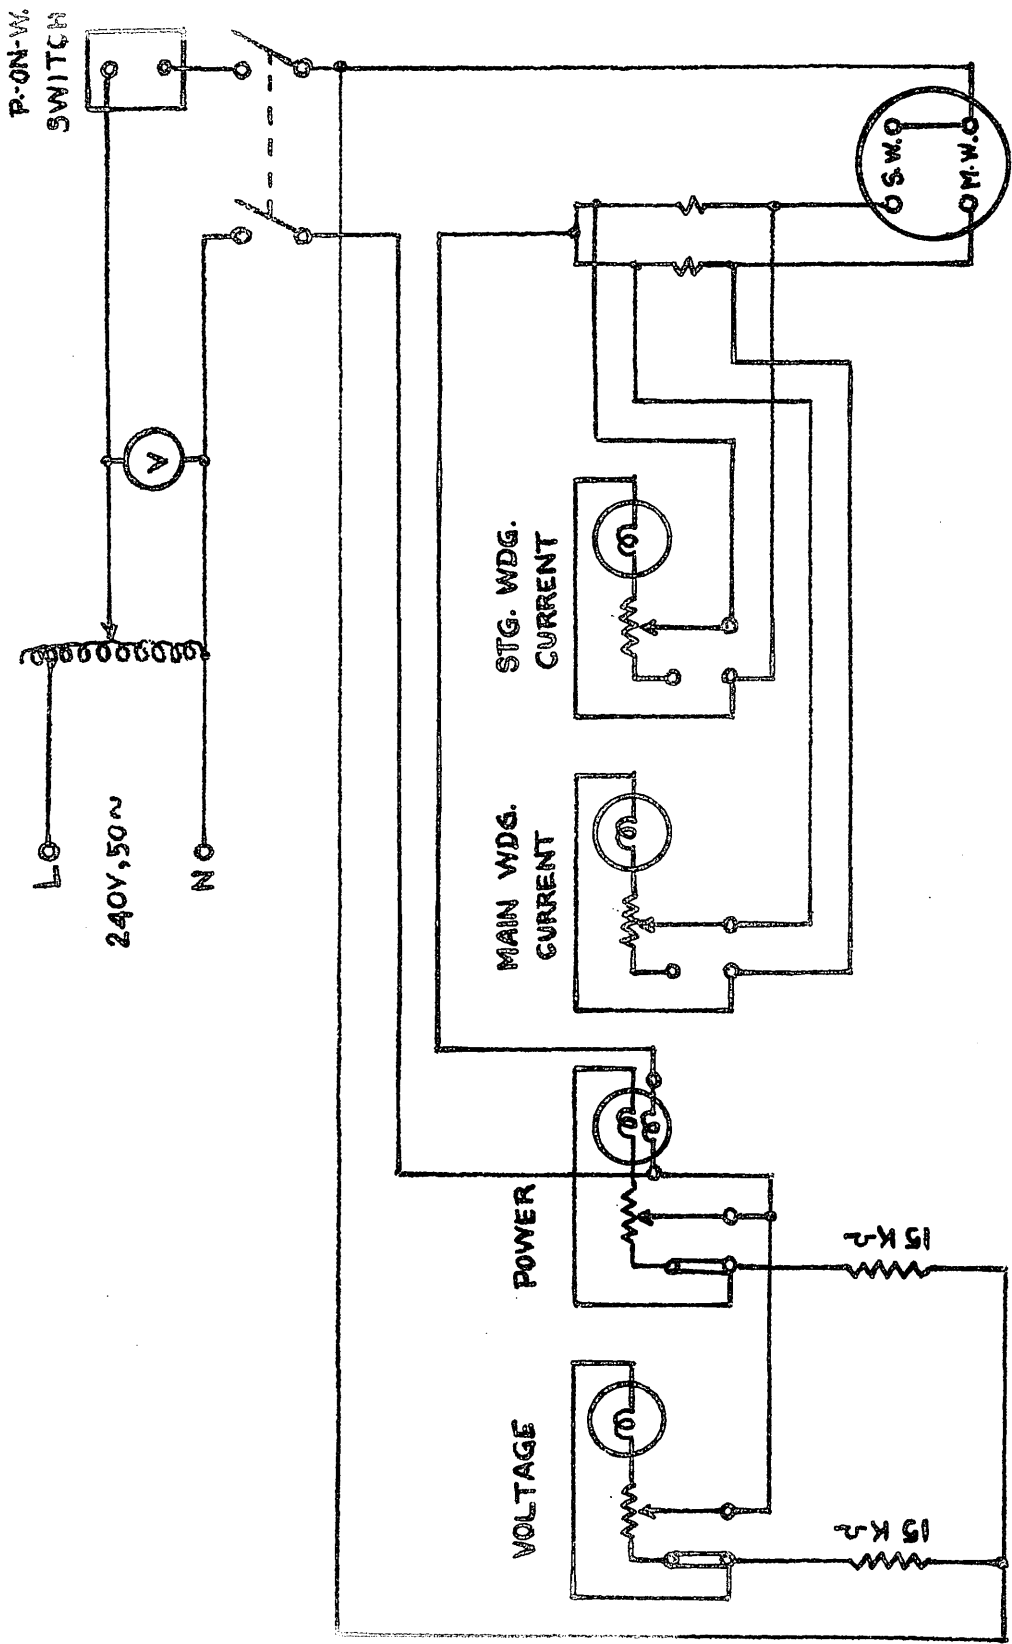 P.-ON-W.
SWITCH
L
240V,50~
N
V
STG. WDG.
CURRENT
MAIN WDG.
CURRENT
POWER
VOLTAGE
S.W.
M.W.
15 KΩ
15 KΩ